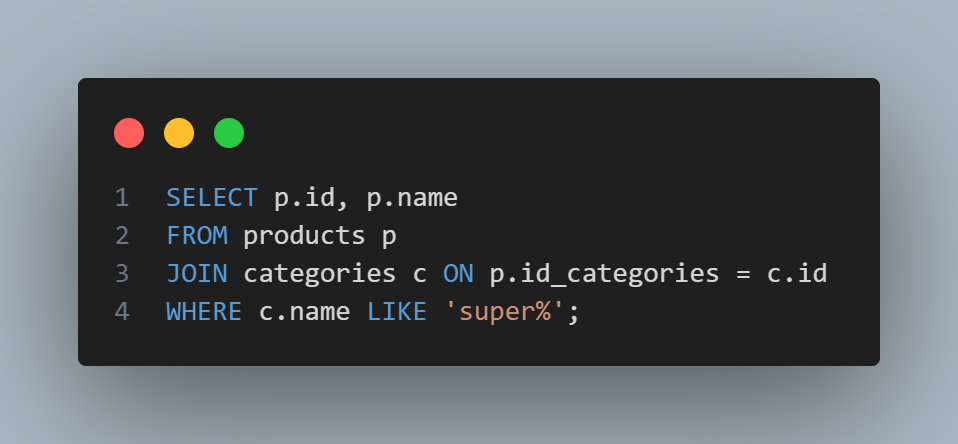 1 SELECT p.id, p.name
2 FROM products p
3 JOIN categories c ON p.id_categories = c.id
4 WHERE c.name LIKE 'super%';